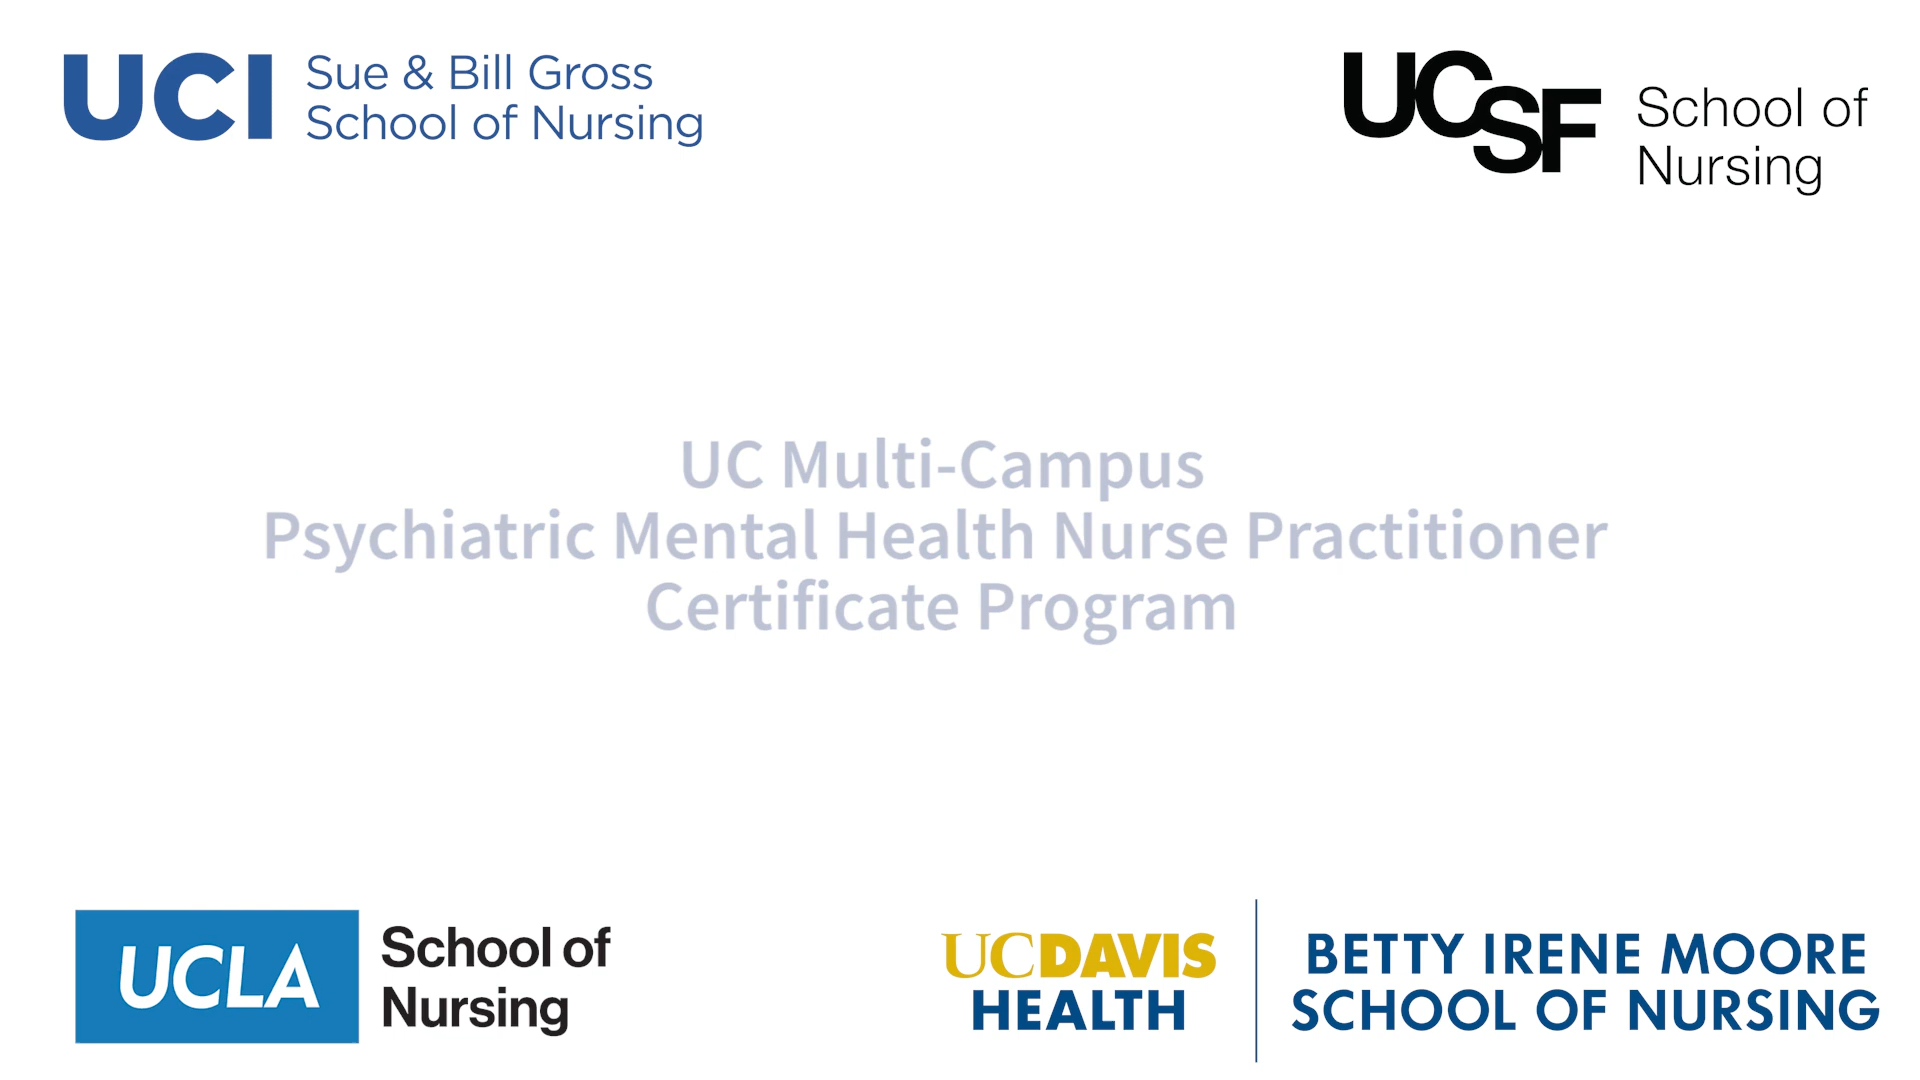 UCI Sue & Bill Gross
School of Nursing
UCSF School of
Nursing
UC Multi-Campus
Psychiatric Mental Health Nurse Practitioner
Certificate Program
UCLA School of
Nursing
UCDAVIS
HEALTH
BETTY IRENE MOORE
SCHOOL OF NURSING